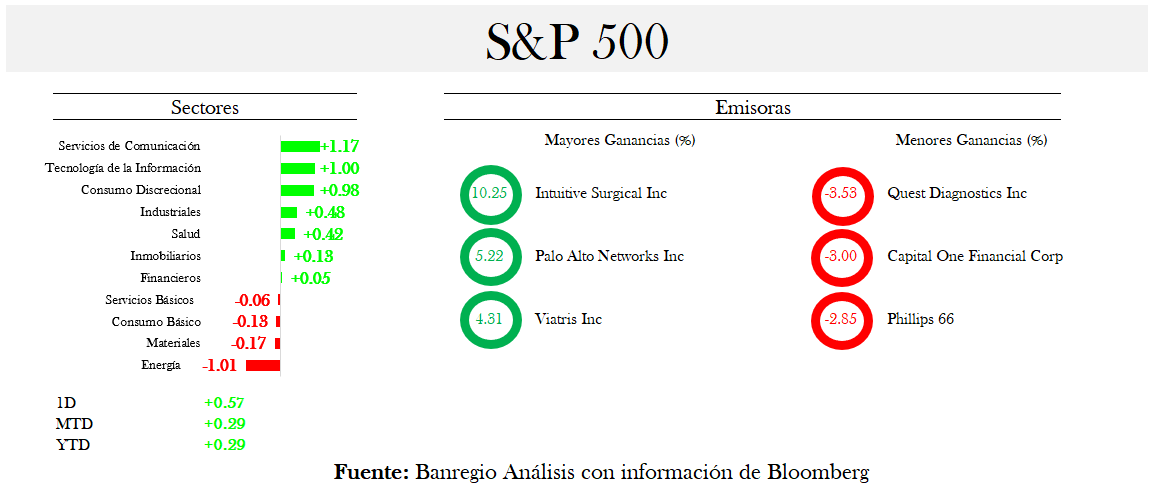 S&P 500
Sectores
Servicios de Comunicación +1.17
Tecnología de la Información +1.00
Consumo Discrecional +0.98
Industriales +0.48
Salud +0.42
Inmobiliarios +0.13
Financieros +0.05
Servicios Básicos -0.06
Consumo Básico -0.13
Materiales -0.17
Energía -1.01
1D +0.57
MTD +0.29
YTD +0.29
Emisoras
Mayores Ganancias (%)
10.25 Intuitive Surgical Inc
5.22 Palo Alto Networks Inc
4.31 Viatris Inc
Menores Ganancias (%)
-3.53 Quest Diagnostics Inc
-3.00 Capital One Financial Corp
-2.85 Phillips 66
Fuente: Banregio Análisis con información de Bloomberg